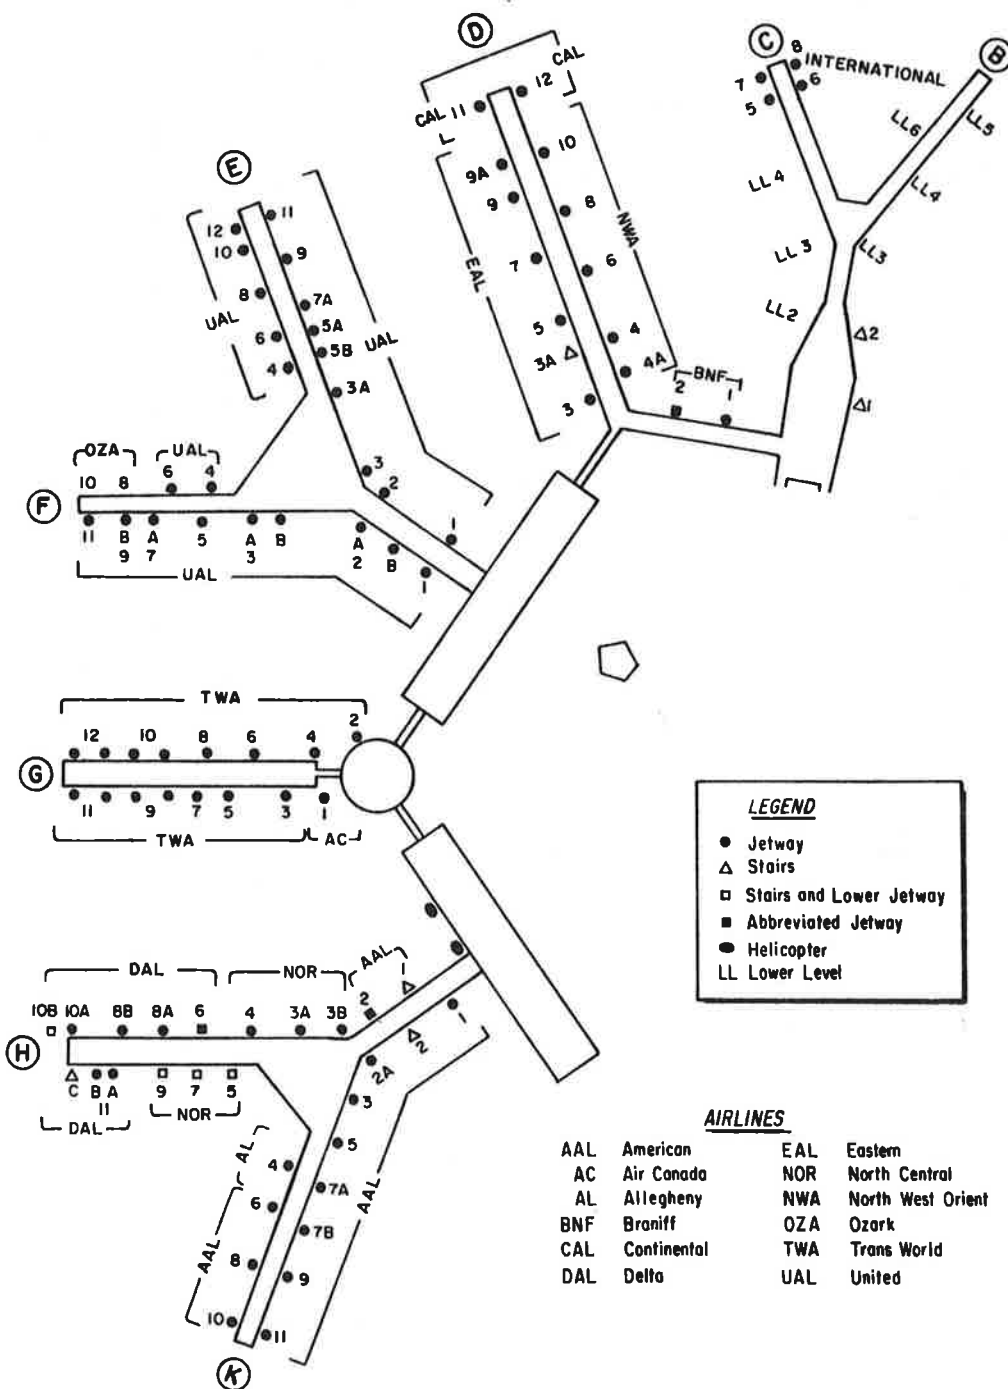 D
C
B
CAL
CAL
12
11
8
INTERNATIONAL
7
6
5
LL6
LL5
LL4
LL4
LL3
LL3
LL2
△2
△1
10
9A
9
8
NWA
EAL
7
6
5
4
3A
4A
3
BNF
2
1
E
12
11
10
9
8
7A
UAL
5A
UAL
5B
6
4
3A
3
2
1
OZA
UAL
10
8
6
4
F
11
B
9
A
7
5
A
3
B
A
2
B
1
UAL
TWA
12
10
8
6
4
2
G
11
9
7
5
3
1
TWA
AC
LEGEND
Jetway
Stairs
Stairs and Lower Jetway
Abbreviated Jetway
Helicopter
LL Lower Level
DAL
NOR
AAL
10B
10A
8B
8A
6
4
3A
3B
2
1
1
2
2A
H
C
B
A
11
9
7
5
DAL
NOR
3
AL
4
5
6
7A
AAL
7B
AAL
8
9
10
11
K
AIRLINES
AAL American EAL Eastern
AC Air Canada NOR North Central
AL Allegheny NWA North West Orient
BNF Braniff OZA Ozark
CAL Continental TWA Trans World
DAL Delta UAL United